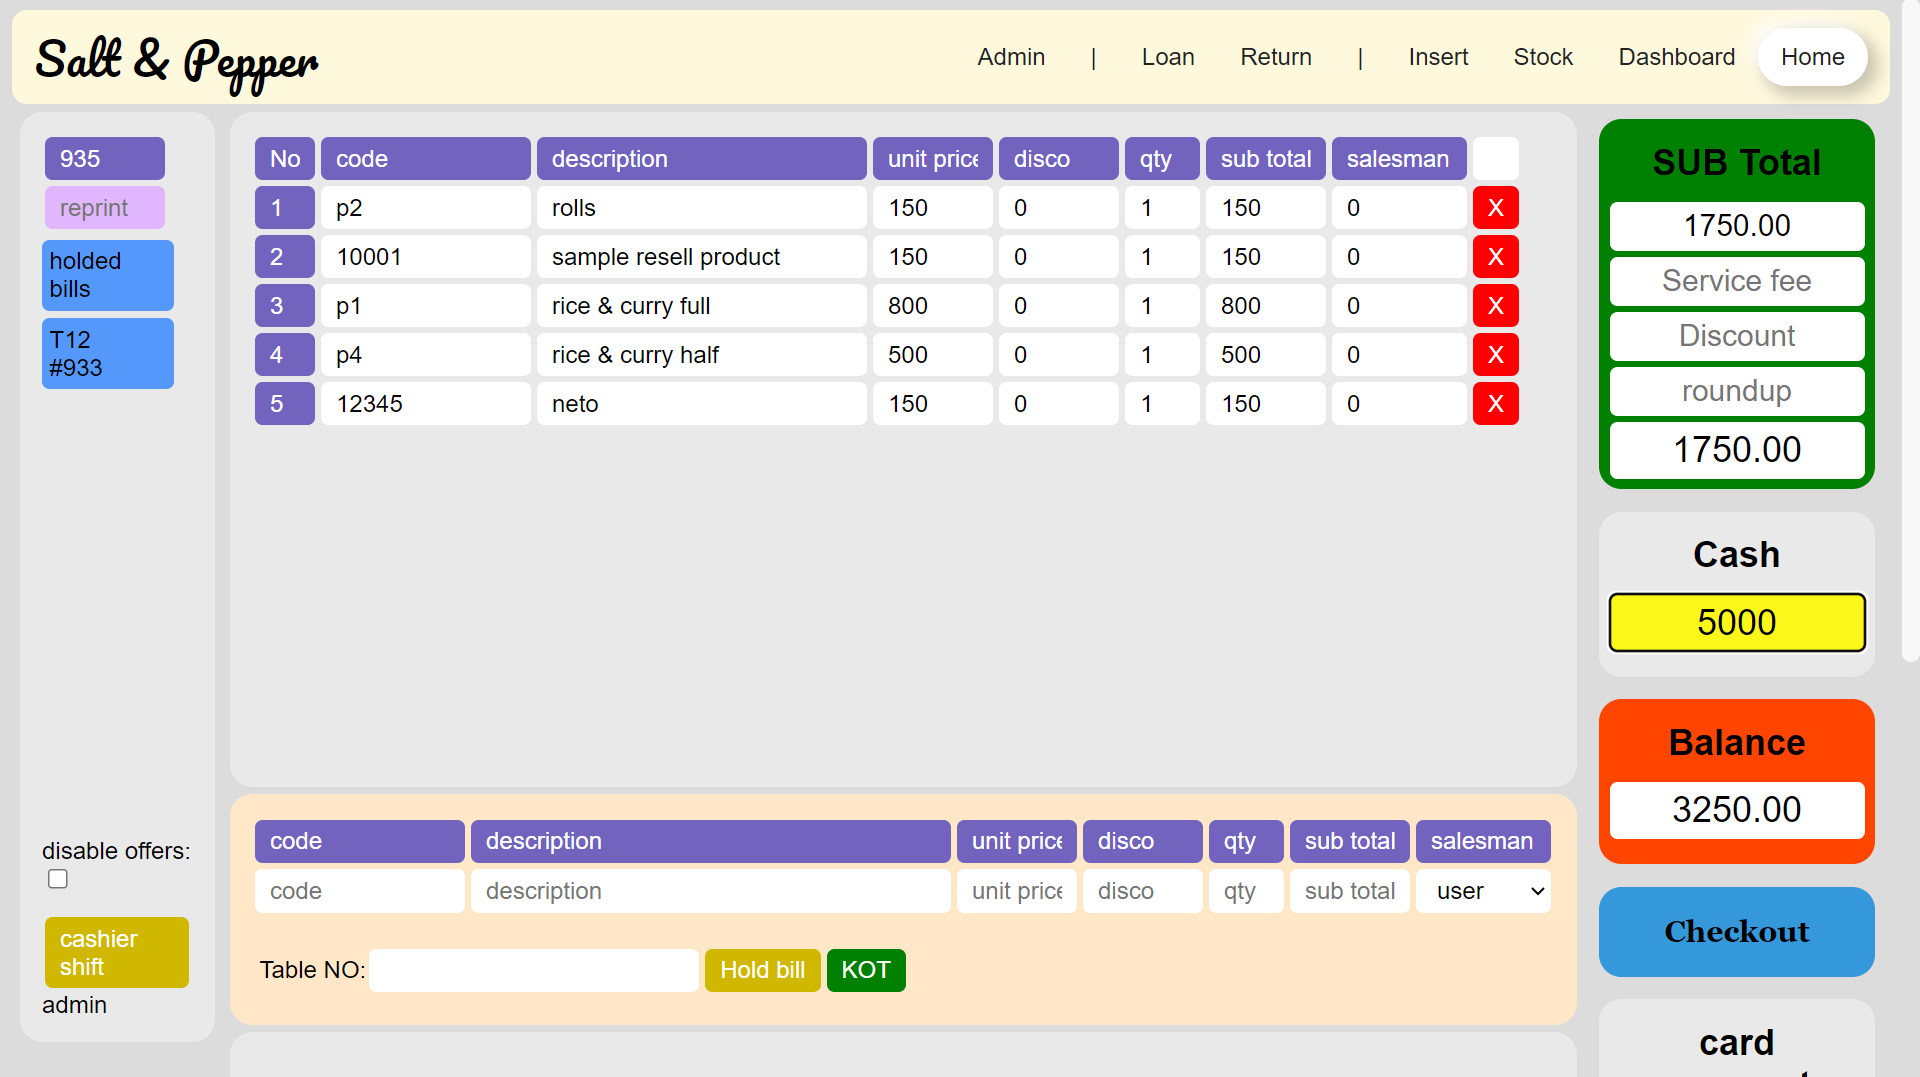 Salt & Pepper
Admin | Loan Return | Insert Stock Dashboard Home
935
reprint
holded
bills
T12
#933
disable offers:
cashier
shift
admin
No code description unit price disco qty sub total salesman
1 p2 rolls 150 0 1 150 0 X
2 10001 sample resell product 150 0 1 150 0 X
3 p1 rice & curry full 800 0 1 800 0 X
4 p4 rice & curry half 500 0 1 500 0 X
5 12345 neto 150 0 1 150 0 X
code description unit price disco qty sub total salesman
code description unit price disco qty sub total user
Table NO: Hold bill KOT
SUB Total
1750.00
Service fee
Discount
roundup
1750.00
Cash
5000
Balance
3250.00
Checkout
card